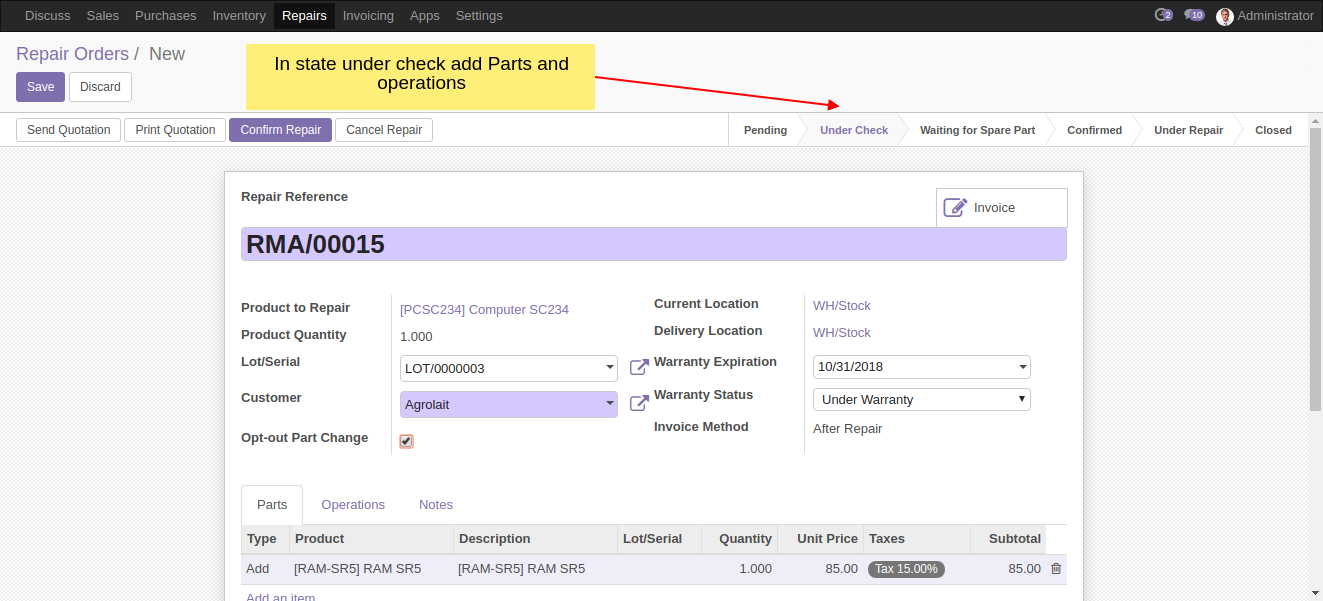 Discuss Sales Purchases Inventory Repairs Invoicing Apps Settings 2 10 Administrator
Repair Orders / New
In state under check add Parts and
operations
Save Discard
Send Quotation Print Quotation Confirm Repair Cancel Repair Pending Under Check Waiting for Spare Part Confirmed Under Repair Closed
Repair Reference
Invoice
RMA/00015
Product to Repair [PCSC234] Computer SC234
Product Quantity 1.000
Lot/Serial LOT/0000003
Customer Agrolait
Opt-out Part Change
Current Location WH/Stock
Delivery Location WH/Stock
Warranty Expiration 10/31/2018
Warranty Status Under Warranty
Invoice Method After Repair
Parts Operations Notes
Type Product Description Lot/Serial Quantity Unit Price Taxes Subtotal
Add [RAM-SR5] RAM SR5 [RAM-SR5] RAM SR5 1.000 85.00 Tax 15.00% 85.00
Add an item